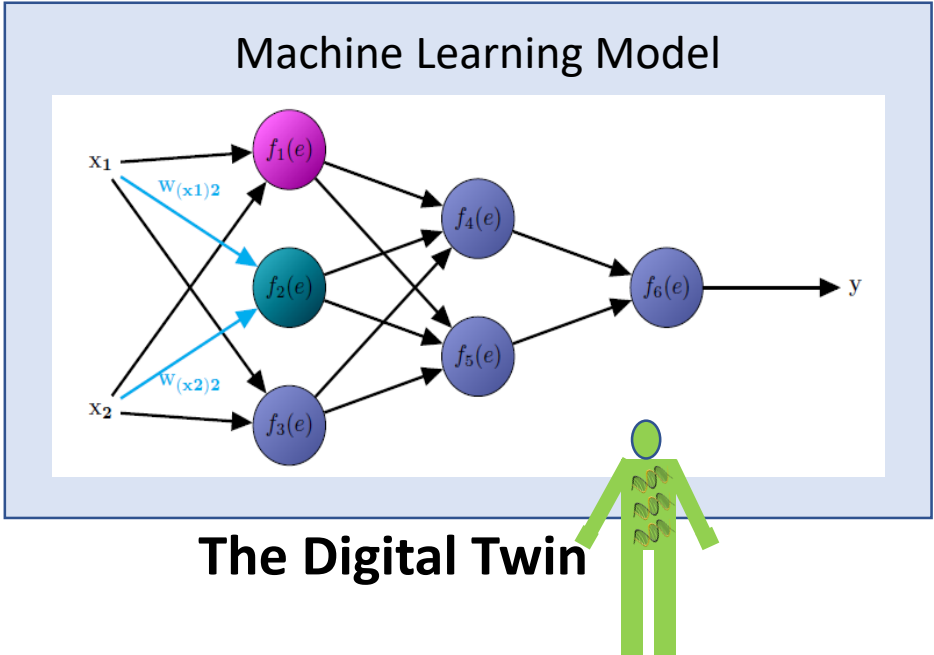 Machine Learning Model
x1
w(x1)2
f1(e)
f4(e)
f2(e)
f6(e)
y
f5(e)
w(x2)2
x2
f3(e)
The Digital Twin